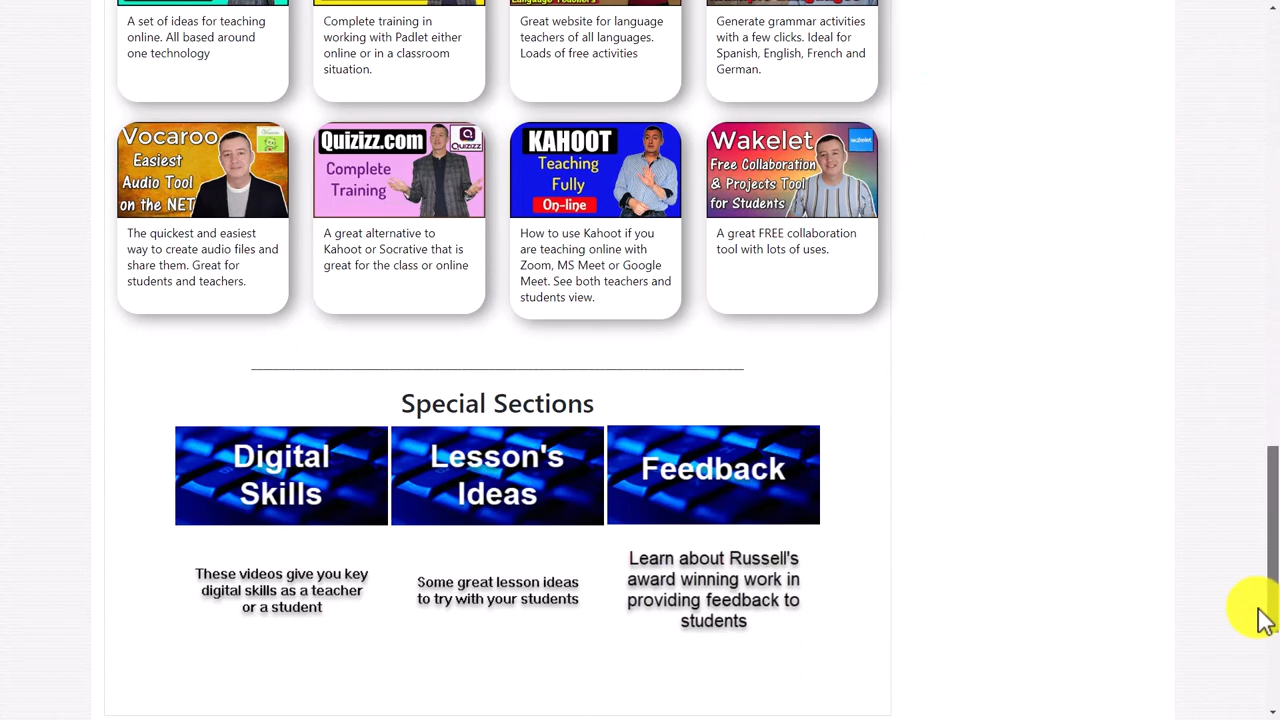 A set of ideas for teaching
online. All based around
one technology
Complete training in
working with Padlet either
online or in a classroom
situation.
Great website for language
teachers of all languages.
Loads of free activities
Generate grammar activities
with a few clicks. Ideal for
Spanish, English, French and
German.
Vocaroo
Easiest
Audio Tool
on the NET
The quickest and easiest
way to create audio files and
share them. Great for
students and teachers.
Quizizz.com
Quizizz
Complete
Training
A great alternative to
Kahoot or Socrative that is
great for the class or online
KAHOOT
Teaching
Fully
On-line
How to use Kahoot if you
are teaching online with
Zoom, MS Meet or Google
Meet. See both teachers and
students view.
Wakelet
wakelet
Free Collaboration
& Projects Tool
for Students
A great FREE collaboration
tool with lots of uses.
Special Sections
Digital
Skills
Lesson's
Ideas
Feedback
These videos give you key
digital skills as a teacher
or a student
Some great lesson ideas
to try with your students
Learn about Russell's
award winning work in
providing feedback to
students